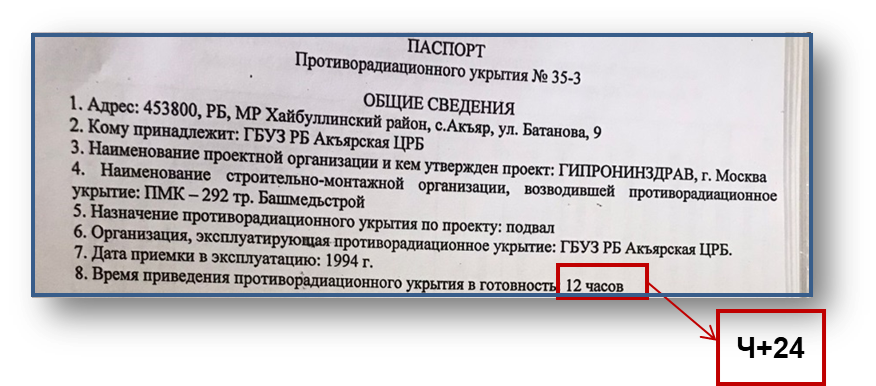 ПАСПОРТ
Противорадиационного укрытия № 35-3
ОБЩИЕ СВЕДЕНИЯ
1. Адрес: 453800, РБ, МР Хайбуллинский район, с.Акъяр, ул. Батанова, 9
2. Кому принадлежит: ГБУЗ РБ Акъярская ЦРБ
3. Наименование проектной организации и кем утвержден проект: ГИПРОНИНЗДРАВ, г. Москва
4. Наименование строительно-монтажной организации, возводившей противорадиационное
укрытие: ПМК – 292 тр. Башмедьстрой
5. Назначение противорадиационного укрытия по проекту: подвал
6. Организация, эксплуатирующая противорадиационное укрытие: ГБУЗ РБ Акъярская ЦРБ.
7. Дата приемки в эксплуатацию: 1994 г.
8. Время приведения противорадиационного укрытия в готовность 12 часов
Ч+24